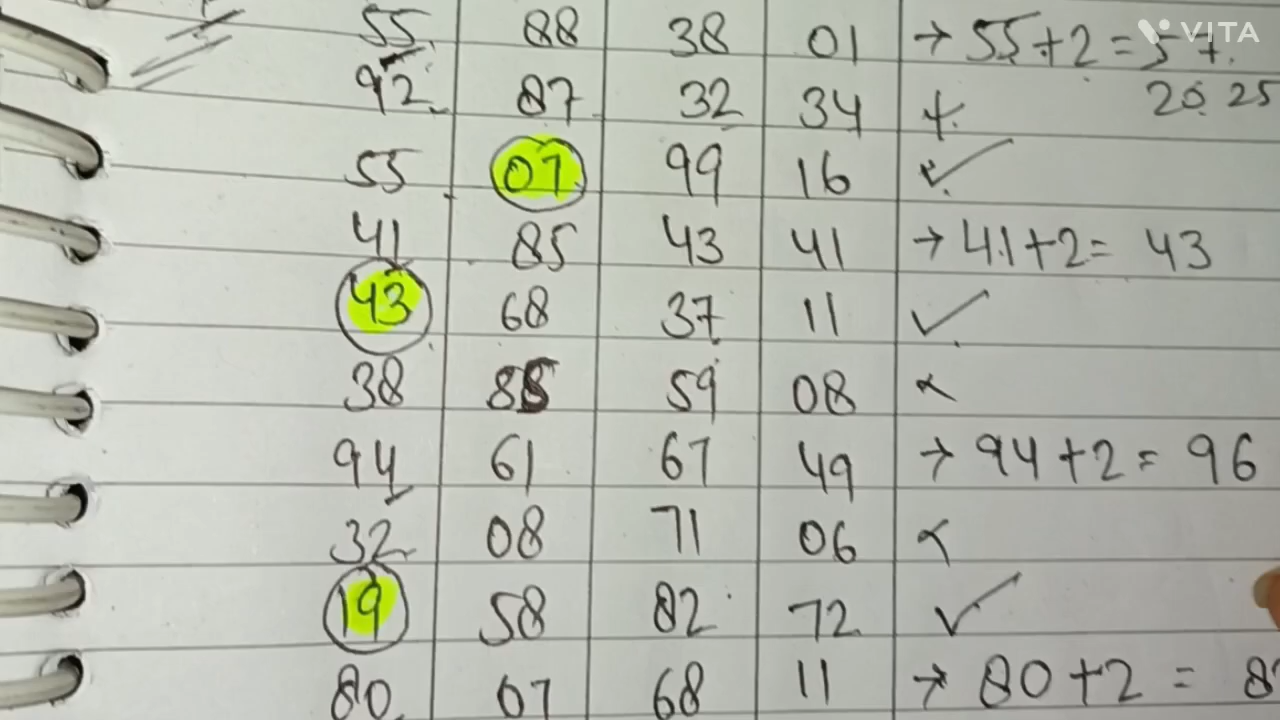 VITA
55 88 38 01 → 55+2 = 57.
20 25
92 87 32 34 ×
55 07 99 16 ✓
41 85 43 41 → 41+2= 43
43 68 37 11 ✓
38 85 59 08 ×
94 61 67 49 → 94+2= 96
32 08 71 06 ×
19 58 82 72 ✓
80 07 68 11 → 80+2 =